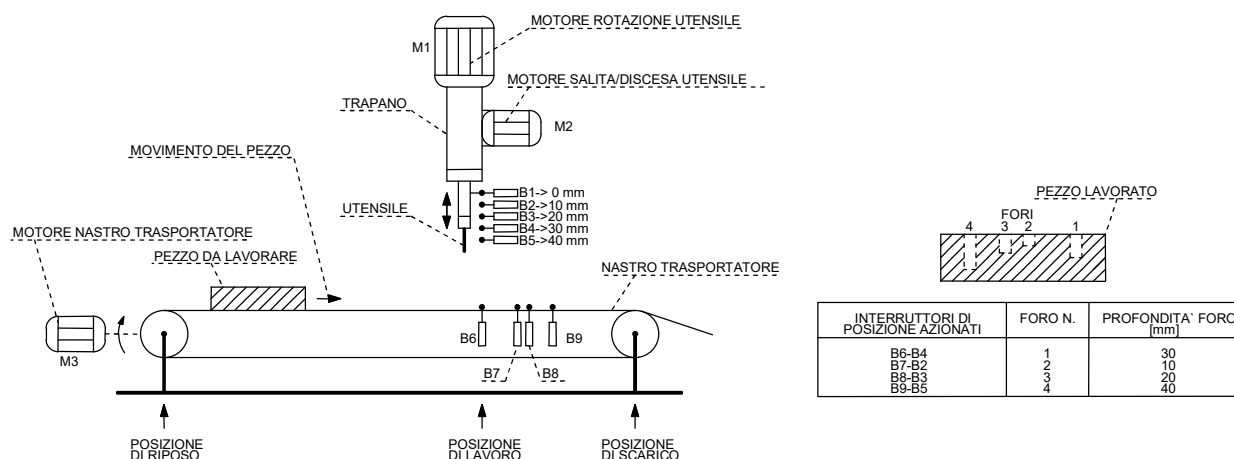 MOTORE ROTAZIONE UTENSILE
M1
MOTORE SALITA/DISCESA UTENSILE
TRAPANO
M2
MOVIMENTO DEL PEZZO
B1-> 0 mm
B2->10 mm
B3->20 mm
B4->30 mm
B5->40 mm
UTENSILE
MOTORE NASTRO TRASPORTATORE
PEZZO DA LAVORARE
NASTRO TRASPORTATORE
M3
B6
B9
B7
B8
POSIZIONE
DI RIPOSO
POSIZIONE
DI LAVORO
POSIZIONE
DI SCARICO
PEZZO LAVORATO
FORI
4 3 2 1
INTERRUTTORI DI POSIZIONE AZIONATI FORO N. PROFONDITA` FORO [mm]
B6-B4 1 30
B7-B2 2 10
B8-B3 3 20
B9-B5 4 40